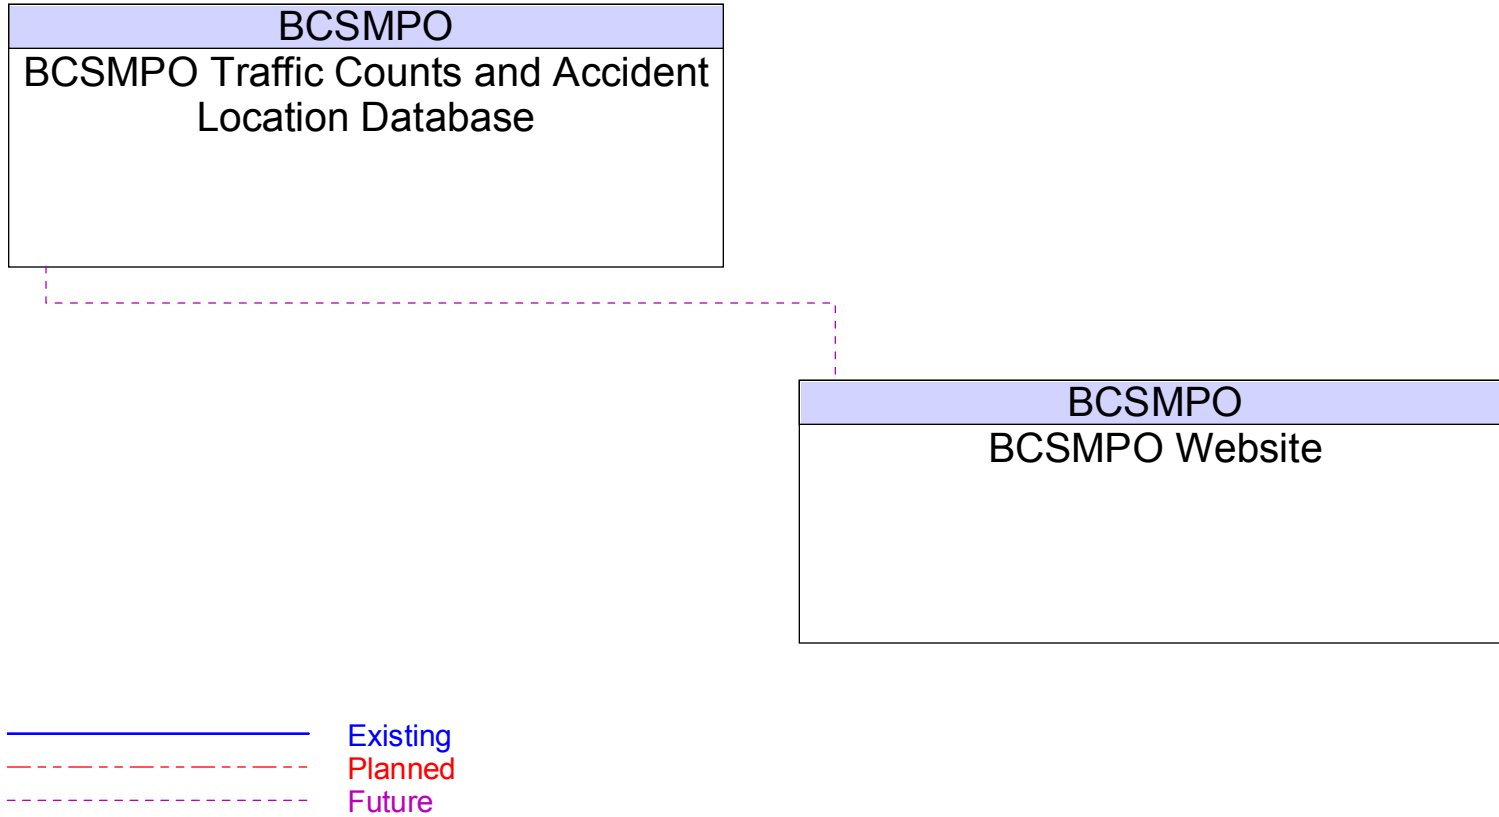 BCSMPO
BCSMPO Traffic Counts and Accident
Location Database
BCSMPO
BCSMPO Website
Existing
Planned
Future